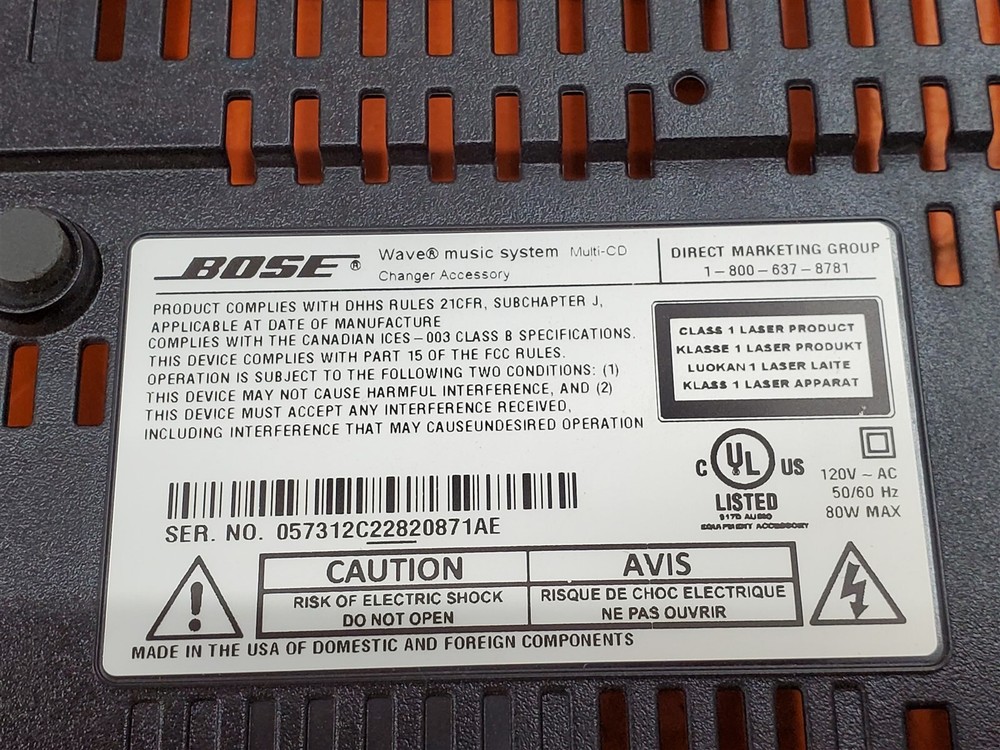 BOSE ® Wave® music system Multi-CD
Changer Accessory
DIRECT MARKETING GROUP
1-800-637-8781
PRODUCT COMPLIES WITH DHHS RULES 21CFR, SUBCHAPTER J,
APPLICABLE AT DATE OF MANUFACTURE
COMPLIES WITH THE CANADIAN ICES-003 CLASS B SPECIFICATIONS.
THIS DEVICE COMPLIES WITH PART 15 OF THE FCC RULES.
OPERATION IS SUBJECT TO THE FOLLOWING TWO CONDITIONS: (1)
THIS DEVICE MAY NOT CAUSE HARMFUL INTERFERENCE, AND (2)
THIS DEVICE MUST ACCEPT ANY INTERFERENCE RECEIVED,
INCLUDING INTERFERENCE THAT MAY CAUSEUNDESIRED OPERATION
CLASS 1 LASER PRODUCT
KLASSE 1 LASER PRODUKT
LUOKAN 1 LASER LAITE
KLASS 1 LASER APPARAT
C UL US
LISTED
917D AUDIO
EQUIPMENT ACCESSORY
120V ~ AC
50/60 Hz
80W MAX
SER. NO. 057312C22820871AE
CAUTION
RISK OF ELECTRIC SHOCK
DO NOT OPEN
AVIS
RISQUE DE CHOC ELECTRIQUE
NE PAS OUVRIR
MADE IN THE USA OF DOMESTIC AND FOREIGN COMPONENTS